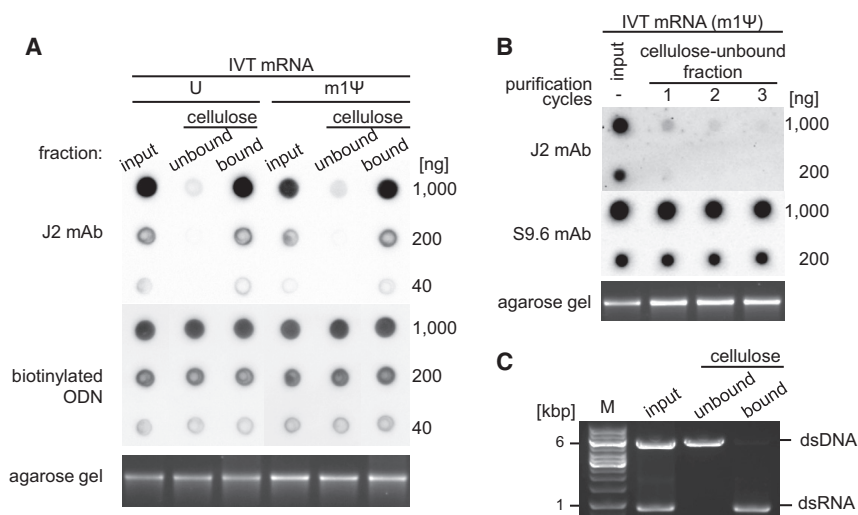 A
IVT mRNA
U m1Ψ
cellulose cellulose
fraction: input unbound bound input unbound bound [ng]
1,000
J2 mAb 200
40
1,000
biotinylated ODN 200
40
agarose gel
B
IVT mRNA (m1Ψ)
input cellulose-unbound
fraction
purification cycles - 1 2 3 [ng]
1,000
J2 mAb
200
1,000
S9.6 mAb
200
agarose gel
C
cellulose
[kbp] M input unbound bound
6 dsDNA
1 dsRNA